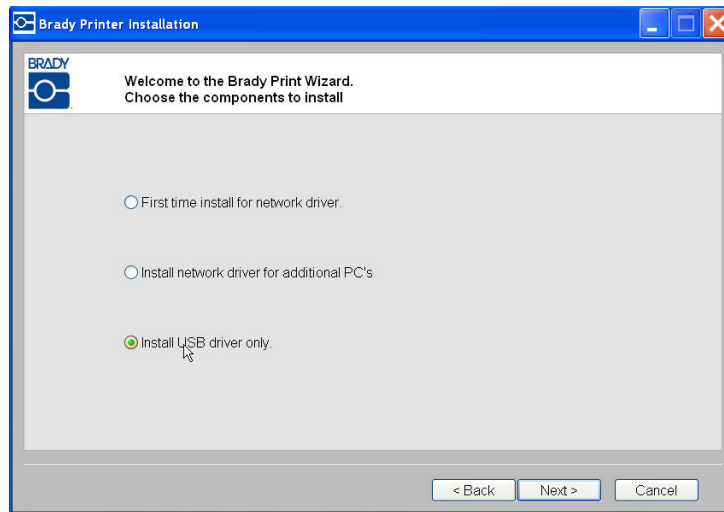 Brady Printer Installation
BRADY
Welcome to the Brady Print Wizard.
Choose the components to install
First time install for network driver.
Install network driver for additional PC's
Install USB driver only.
< Back Next > Cancel